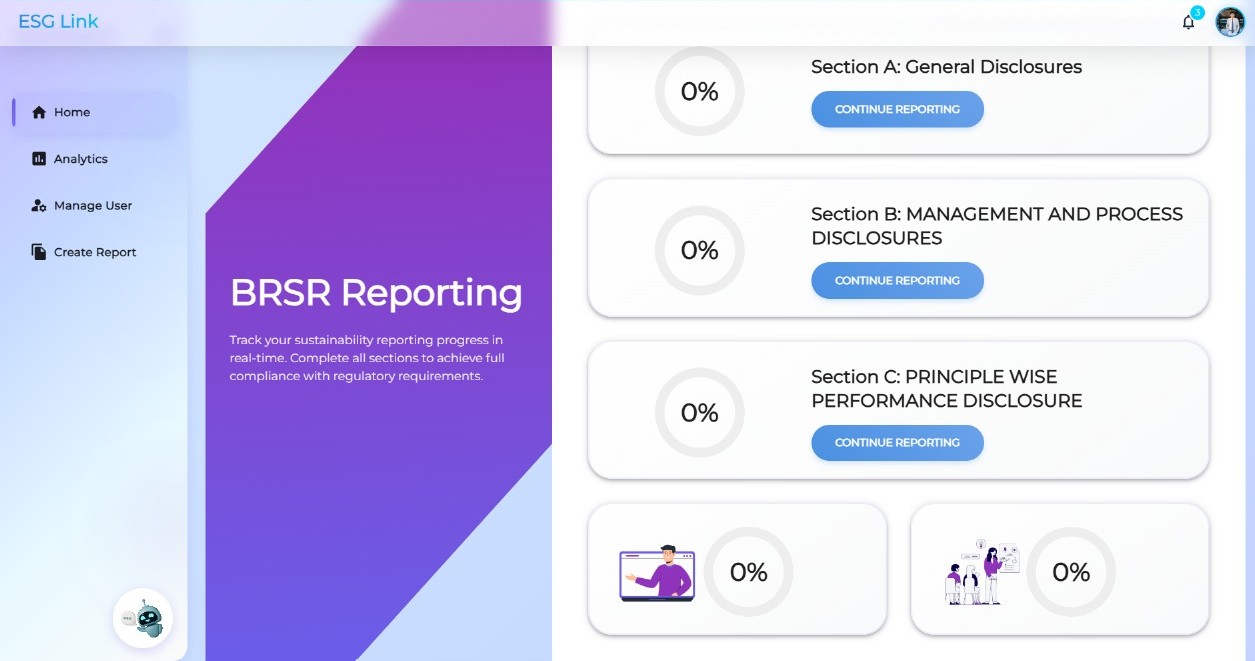 ESG Link
3
Home
Analytics
Manage User
Create Report
BRSR Reporting
Track your sustainability reporting progress in
real-time. Complete all sections to achieve full
compliance with regulatory requirements.
0%
Section A: General Disclosures
CONTINUE REPORTING
0%
Section B: MANAGEMENT AND PROCESS
DISCLOSURES
CONTINUE REPORTING
0%
Section C: PRINCIPLE WISE
PERFORMANCE DISCLOSURE
CONTINUE REPORTING
0%
0%